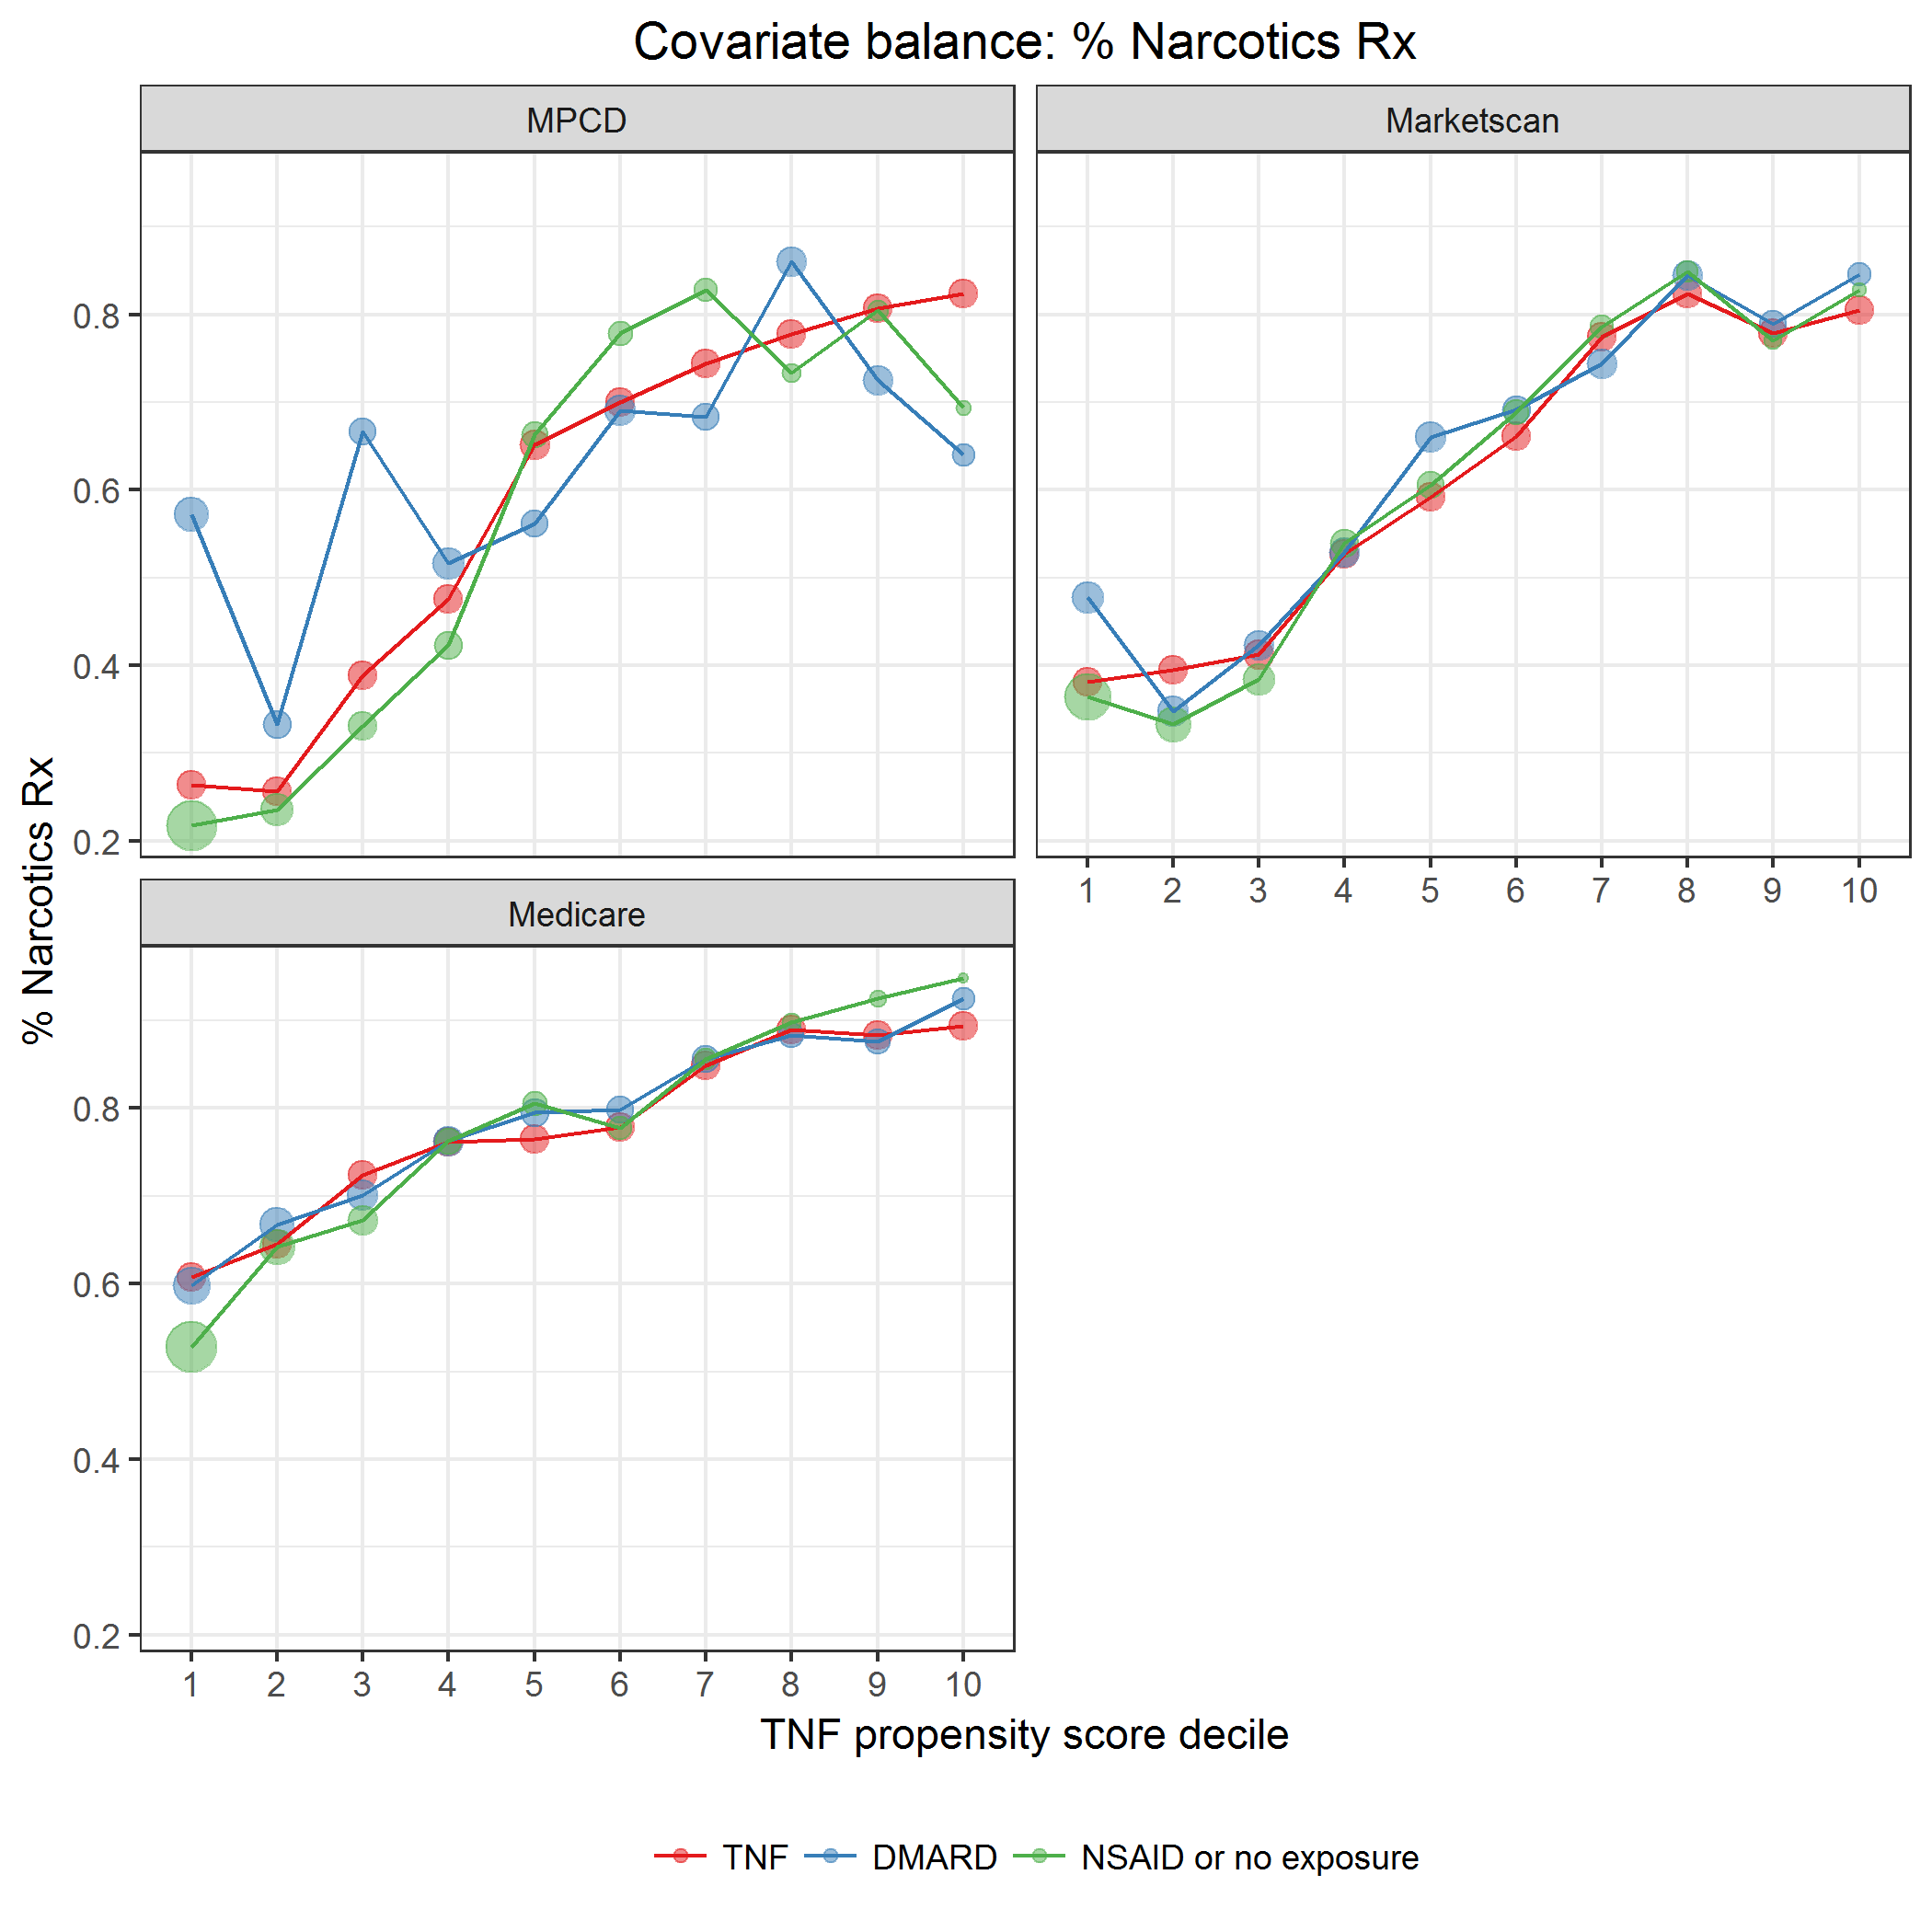 Covariate balance: % Narcotics Rx
MPCD
Marketscan
0.8
0.6
0.4
0.2
1 2 3 4 5 6 7 8 9 10
Medicare
0.8
0.6
0.4
0.2
1 2 3 4 5 6 7 8 9 10
% Narcotics Rx
TNF propensity score decile
TNF DMARD NSAID or no exposure